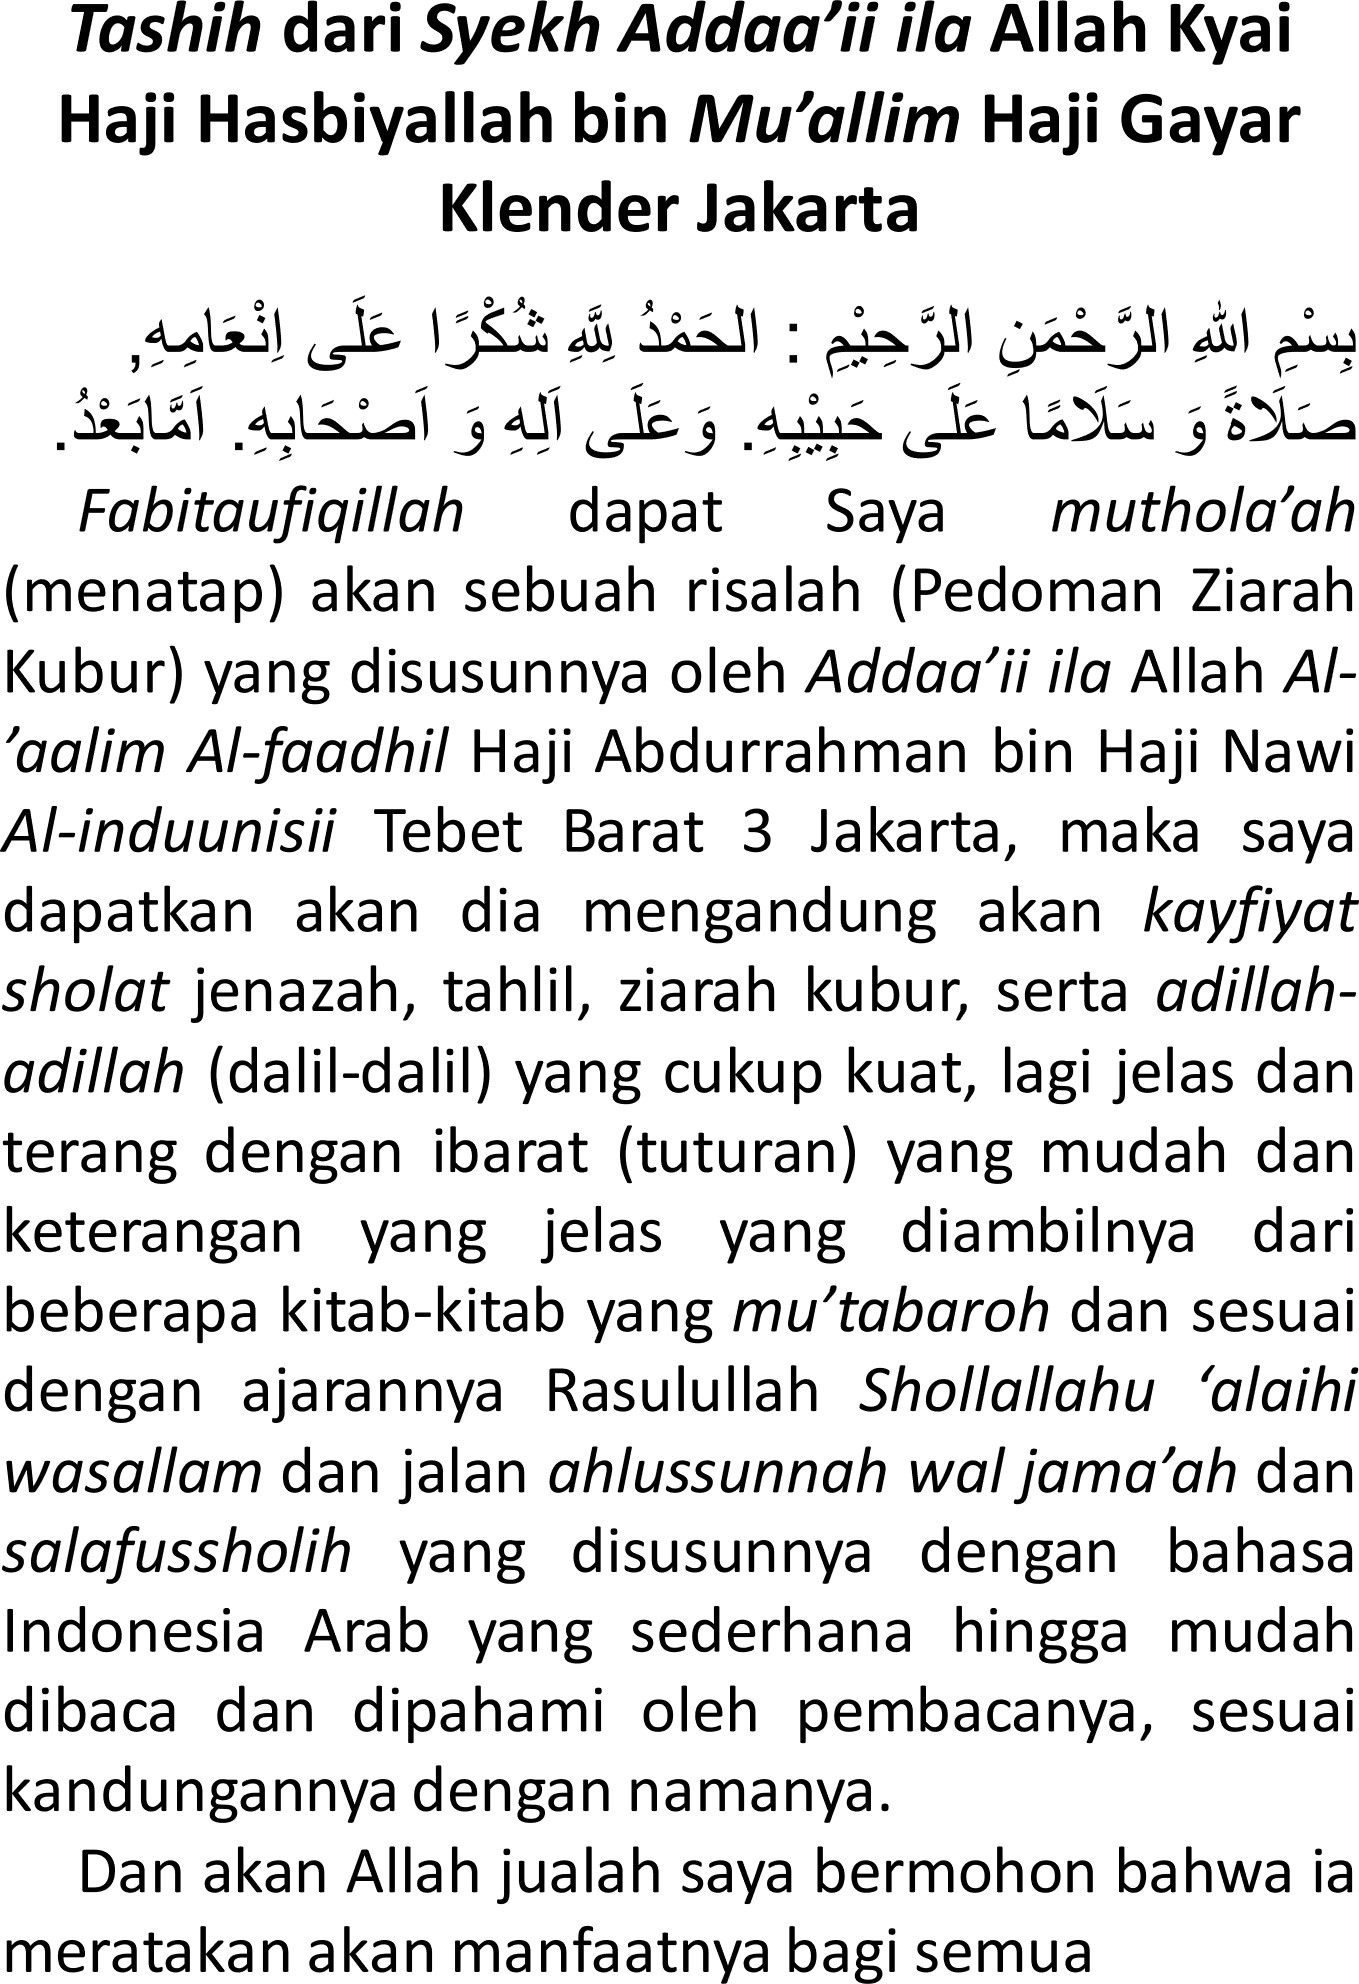 Tashih dari Syekh Addaa’ii ila Allah Kyai
Haji Hasbiyallah bin Mu’allim Haji Gayar
Klender Jakarta
بِسْمِ اللهِ الرَّحْمَنِ الرَّحِيْمِ : الحَمْدُ لِلَّهِ شُكْرًا عَلَى اِنْعَامِهِ,
صَلَاةً وَ سَلَامًا عَلَى حَبِيْبِهِ. وَعَلَى اَلِهِ وَ اَصْحَابِهِ. اَمَّابَعْدُ.
Fabitaufiqillah dapat Saya muthola’ah
(menatap) akan sebuah risalah (Pedoman Ziarah
Kubur) yang disusunnya oleh Addaa’ii ila Allah Al-
’aalim Al-faadhil Haji Abdurrahman bin Haji Nawi
Al-induunisii Tebet Barat 3 Jakarta, maka saya
dapatkan akan dia mengandung akan kayfiyat
sholat jenazah, tahlil, ziarah kubur, serta adillah-
adillah (dalil-dalil) yang cukup kuat, lagi jelas dan
terang dengan ibarat (tuturan) yang mudah dan
keterangan yang jelas yang diambilnya dari
beberapa kitab-kitab yang mu’tabaroh dan sesuai
dengan ajarannya Rasulullah Shollallahu ‘alaihi
wasallam dan jalan ahlussunnah wal jama’ah dan
salafussholih yang disusunnya dengan bahasa
Indonesia Arab yang sederhana hingga mudah
dibaca dan dipahami oleh pembacanya, sesuai
kandungannya dengan namanya.
Dan akan Allah jualah saya bermohon bahwa ia
meratakan akan manfaatnya bagi semua